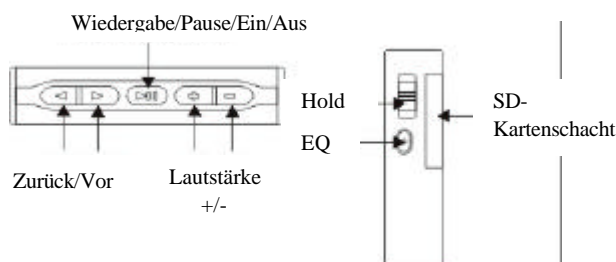 Wiedergabe/Pause/Ein/Aus
Hold
SD-
Kartenschacht
EQ
Zurück/Vor
Lautstärke
+/-